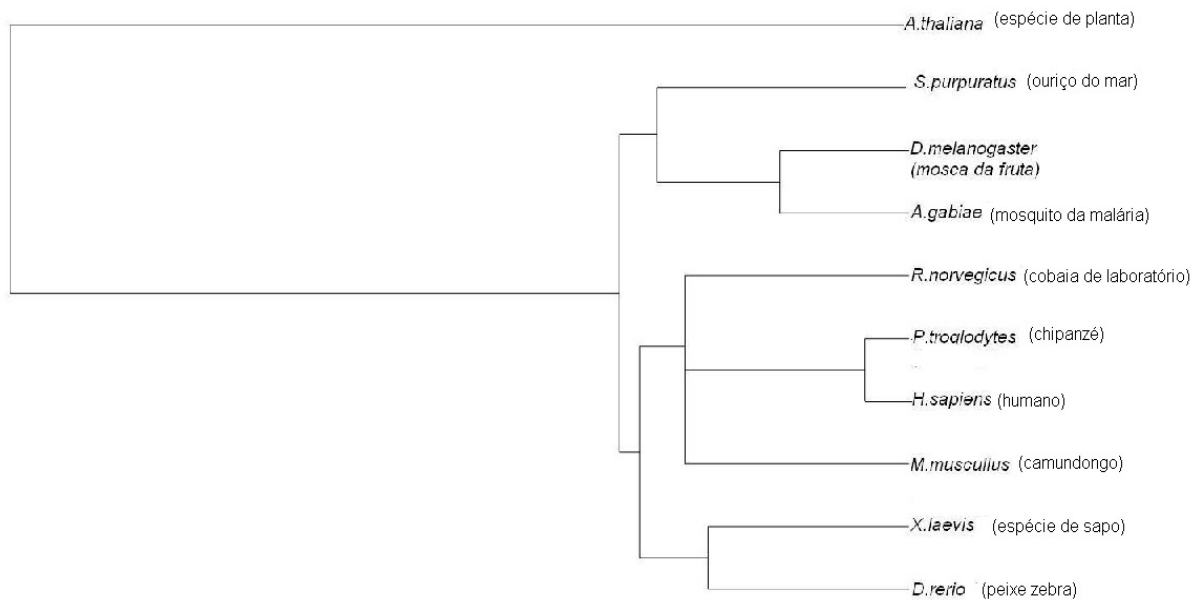 A.thaliana (espécie de planta)
S.purpuratus (ouriço do mar)
D.melanogaster
(mosca da fruta)
A.gabiae (mosquito da malária)
R.norvegicus (cobaia de laboratório)
P.troglodytes (chipanzé)
H.sapiens (humano)
M.muscullus (camundongo)
X.laevis (espécie de sapo)
D.rerio (peixe zebra)